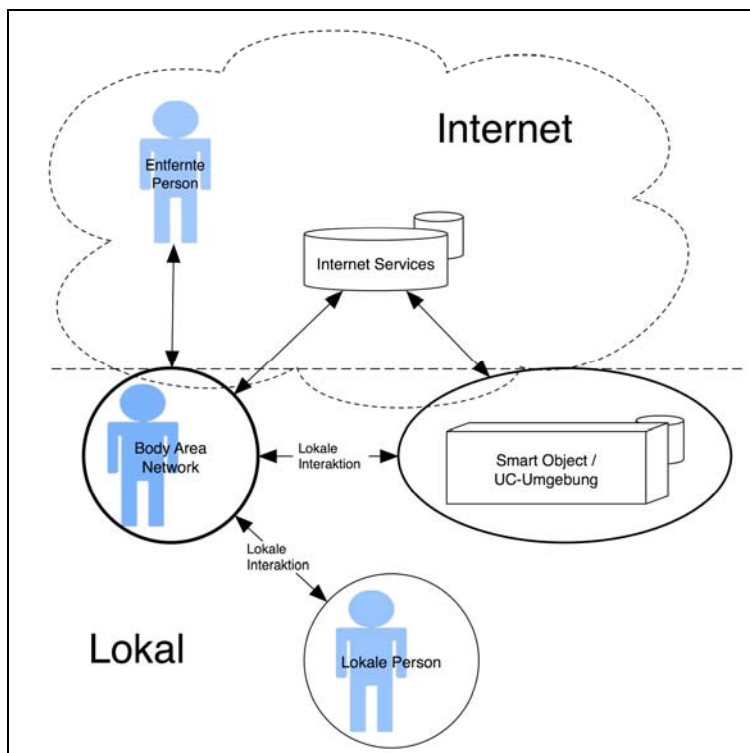 Internet
Entfernte
Person
Internet Services
Body Area
Network
Lokale
Interaktion
Smart Object /
UC-Umgebung
Lokale
Interaktion
Lokal
Lokale Person